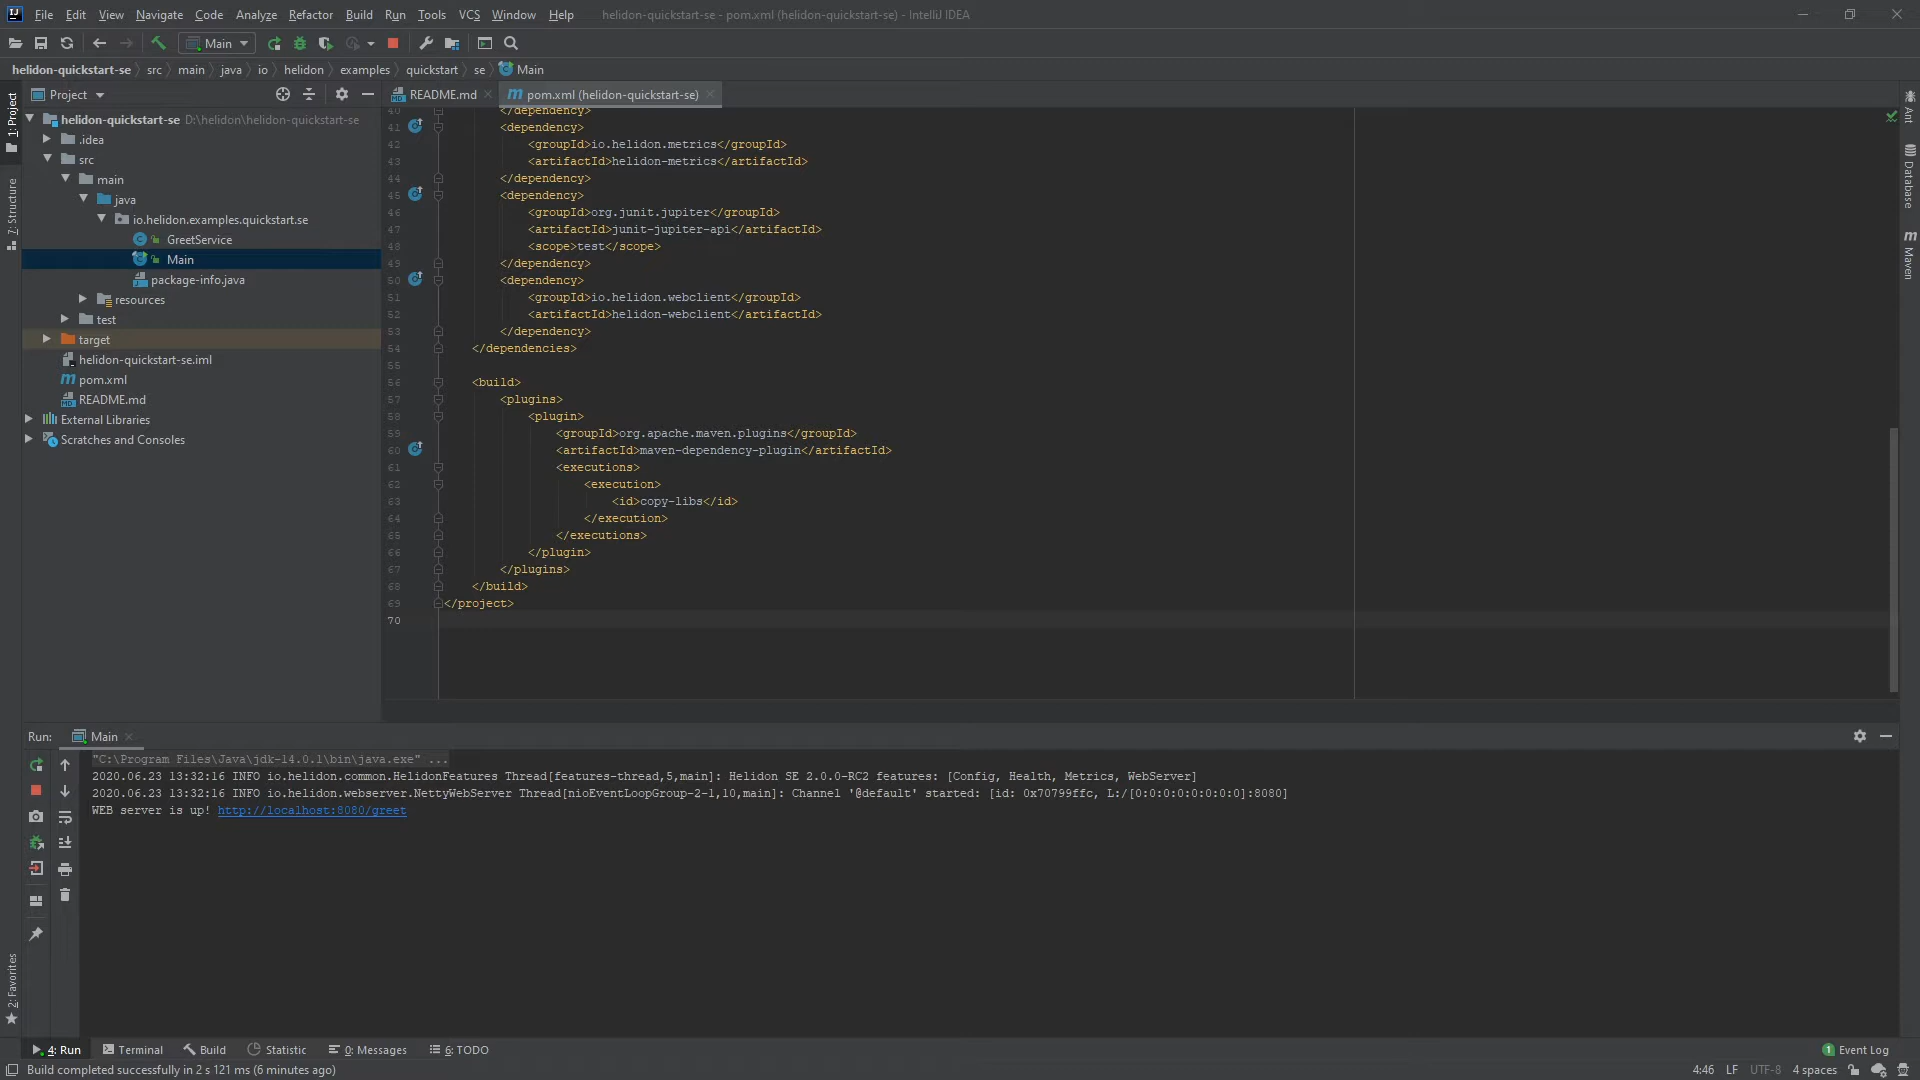 File Edit View Navigate Code Analyze Refactor Build Run Tools VCS Window Help helidon-quickstart-se - pom.xml (helidon-quickstart-se) - IntelliJ IDEA
Main
helidon-quickstart-se src main java io helidon examples quickstart se Main
Project
README.md
pom.xml (helidon-quickstart-se)
1: Project
7: Structure
2: Favorites
Ant
Database
Maven
helidon-quickstart-se D:\helidon\helidon-quickstart-se
.idea
src
main
java
io.helidon.examples.quickstart.se
GreetService
Main
package-info.java
resources
test
target
helidon-quickstart-se.iml
pom.xml
README.md
External Libraries
Scratches and Consoles
40 </dependency>
41 <dependency>
42 <groupId>io.helidon.metrics</groupId>
43 <artifactId>helidon-metrics</artifactId>
44 </dependency>
45 <dependency>
46 <groupId>org.junit.jupiter</groupId>
47 <artifactId>junit-jupiter-api</artifactId>
48 <scope>test</scope>
49 </dependency>
50 <dependency>
51 <groupId>io.helidon.webclient</groupId>
52 <artifactId>helidon-webclient</artifactId>
53 </dependency>
54 </dependencies>
55
56 <build>
57 <plugins>
58 <plugin>
59 <groupId>org.apache.maven.plugins</groupId>
60 <artifactId>maven-dependency-plugin</artifactId>
61 <executions>
62 <execution>
63 <id>copy-libs</id>
64 </execution>
65 </executions>
66 </plugin>
67 </plugins>
68 </build>
69 </project>
70
Run: Main
"C:\Program Files\Java\jdk-14.0.1\bin\java.exe" ...
2020.06.23 13:32:16 INFO io.helidon.common.HelidonFeatures Thread[features-thread,5,main]: Helidon SE 2.0.0-RC2 features: [Config, Health, Metrics, WebServer]
2020.06.23 13:32:16 INFO io.helidon.webserver.NettyWebServer Thread[nioEventLoopGroup-2-1,10,main]: Channel '@default' started: [id: 0x70799ffc, L:/[0:0:0:0:0:0:0:0]:8080]
WEB server is up! http://localhost:8080/greet
4: Run Terminal Build Statistic 0: Messages 6: TODO 1 Event Log
Build completed successfully in 2 s 121 ms (6 minutes ago) 4:46 LF UTF-8 4 spaces